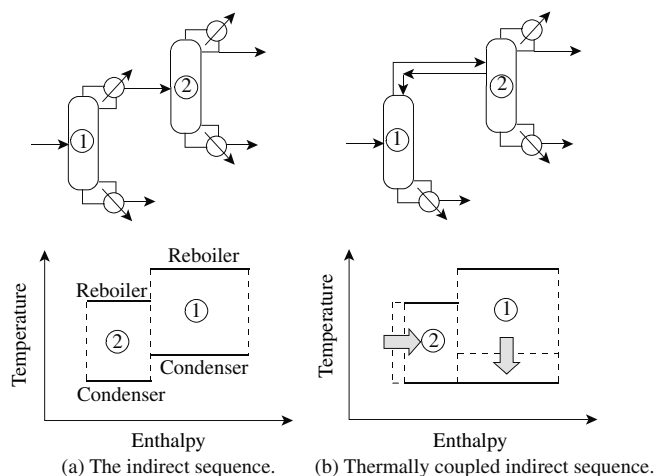 2
1
2
1
Reboiler
Reboiler
1
2
Condenser
Condenser
Temperature
Enthalpy
(a) The indirect sequence.
1
2
Temperature
Enthalpy
(b) Thermally coupled indirect sequence.